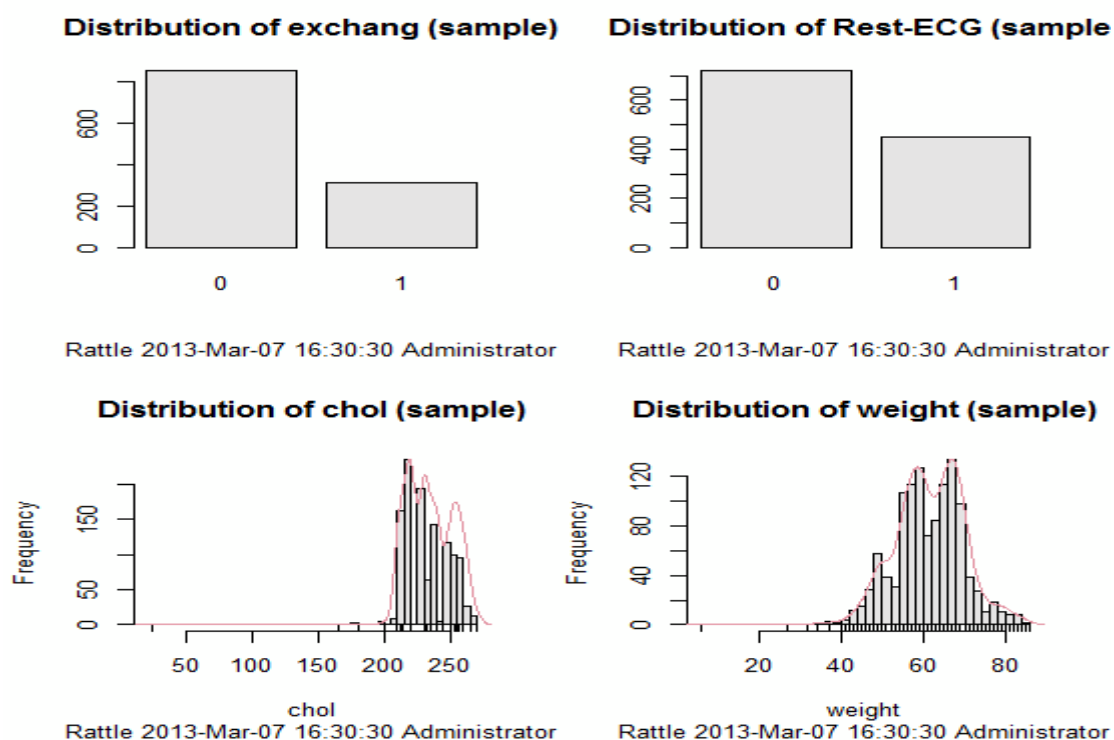 Distribution of exchang (sample)
Distribution of Rest-ECG (sample
600
200
0
0 1
600
400
200
0
0 1
Rattle 2013-Mar-07 16:30:30 Administrator
Rattle 2013-Mar-07 16:30:30 Administrator
Distribution of chol (sample)
Distribution of weight (sample)
Frequency
150
50
0
50 100 150 200 250
chol
Rattle 2013-Mar-07 16:30:30 Administrator
Frequency
120
80
40
0
20 40 60 80
weight
Rattle 2013-Mar-07 16:30:30 Administrator